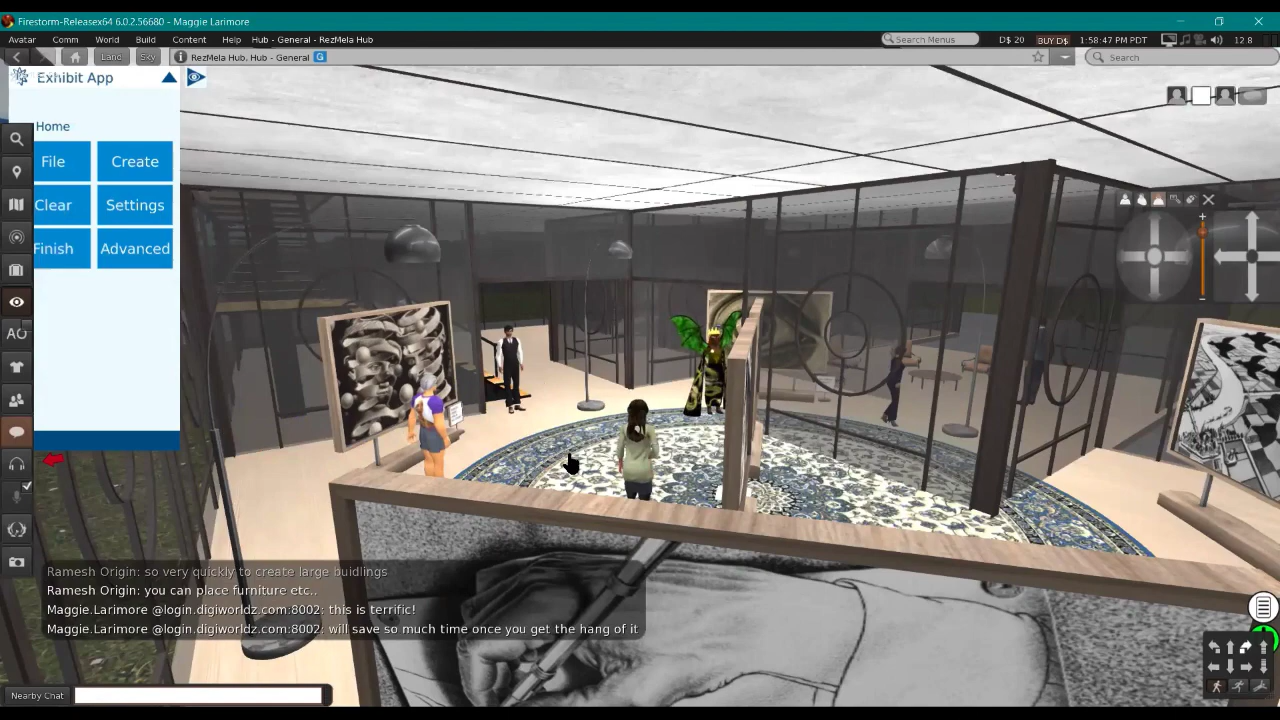 Firestorm-Releasex64 6.0.2.56680 - Maggie Larimore
Avatar Comm World Build Content Help Hub - General - RezMela Hub
Search Menus
D$ 20 BUY D$ 1:58:47 PM PDT 12 8
Land Sky RezMela Hub, Hub - General G
Search
Exhibit App
Home
File Create
Clear Settings
Finish Advanced
Ramesh Origin: so very quickly to create large buidlings
Ramesh Origin: you can place furniture etc..
Maggie.Larimore @login.digiworldz.com:8002: this is terrific!
Maggie.Larimore @login.digiworldz.com:8002: will save so much time once you get the hang of it
Nearby Chat